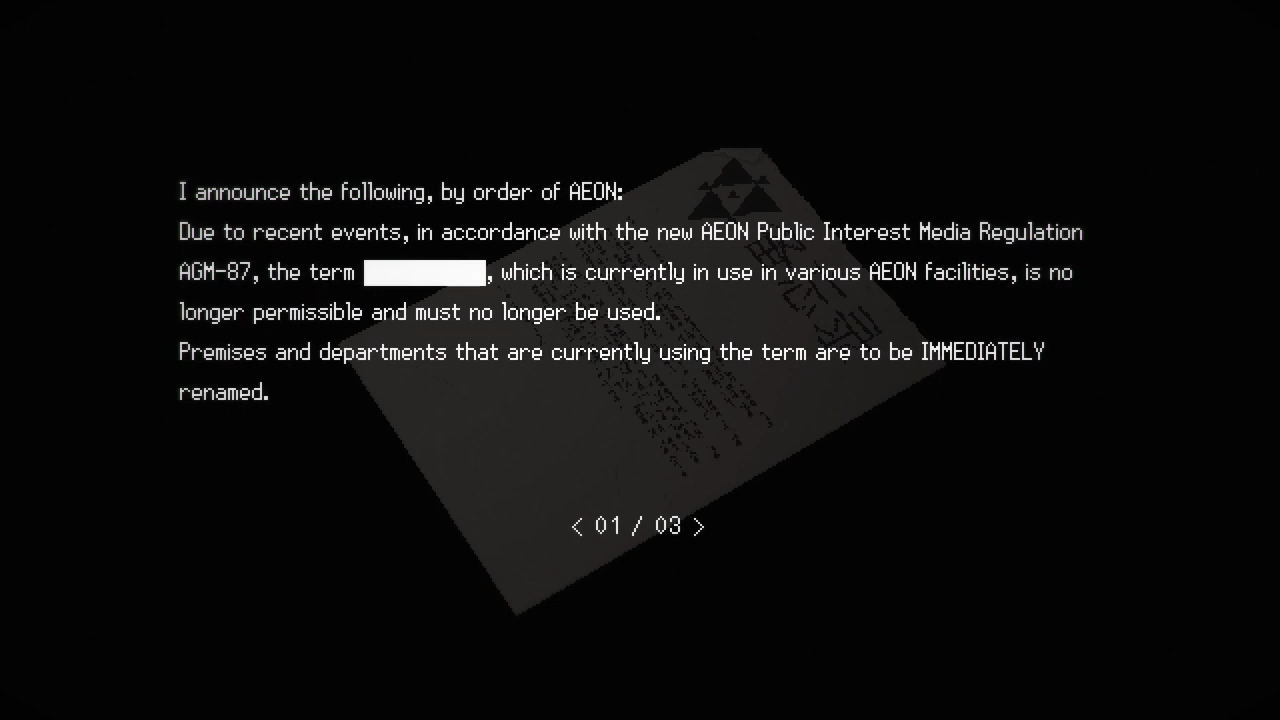 I announce the following, by order of AEON:
Due to recent events, in accordance with the new AEON Public Interest Media Regulation
AGM-87, the term , which is currently in use in various AEON facilities, is no
longer permissible and must no longer be used.
Premises and departments that are currently using the term are to be IMMEDIATELY
renamed.
< 01 / 03 >